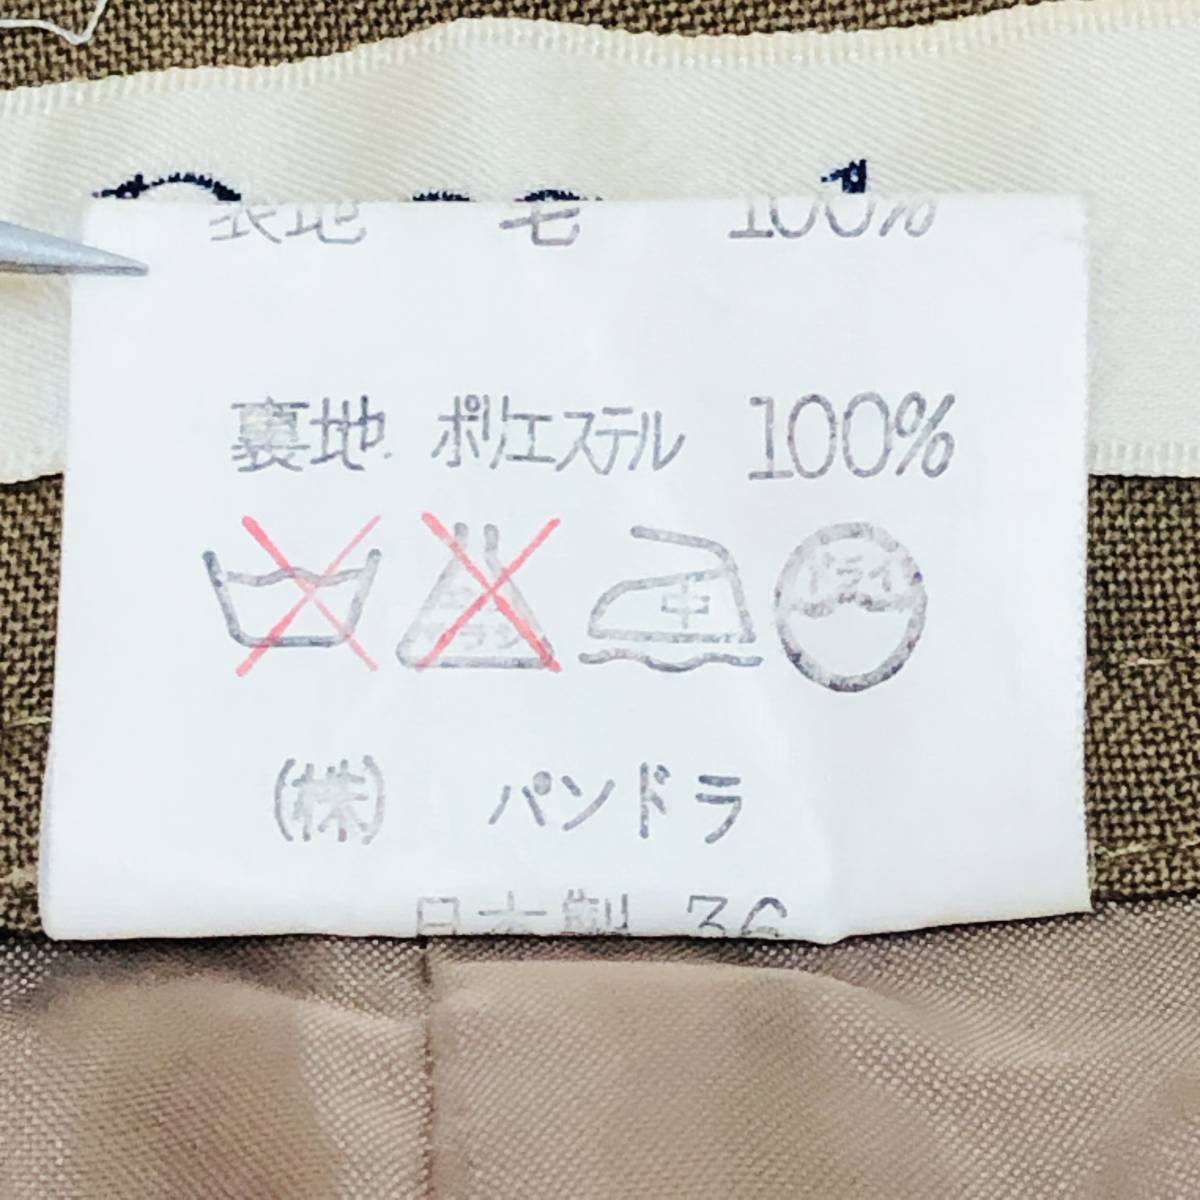 表地 毛 100%
裏地 ポリエステル 100%
中 ドライ
(株) パンドラ
日本製 36